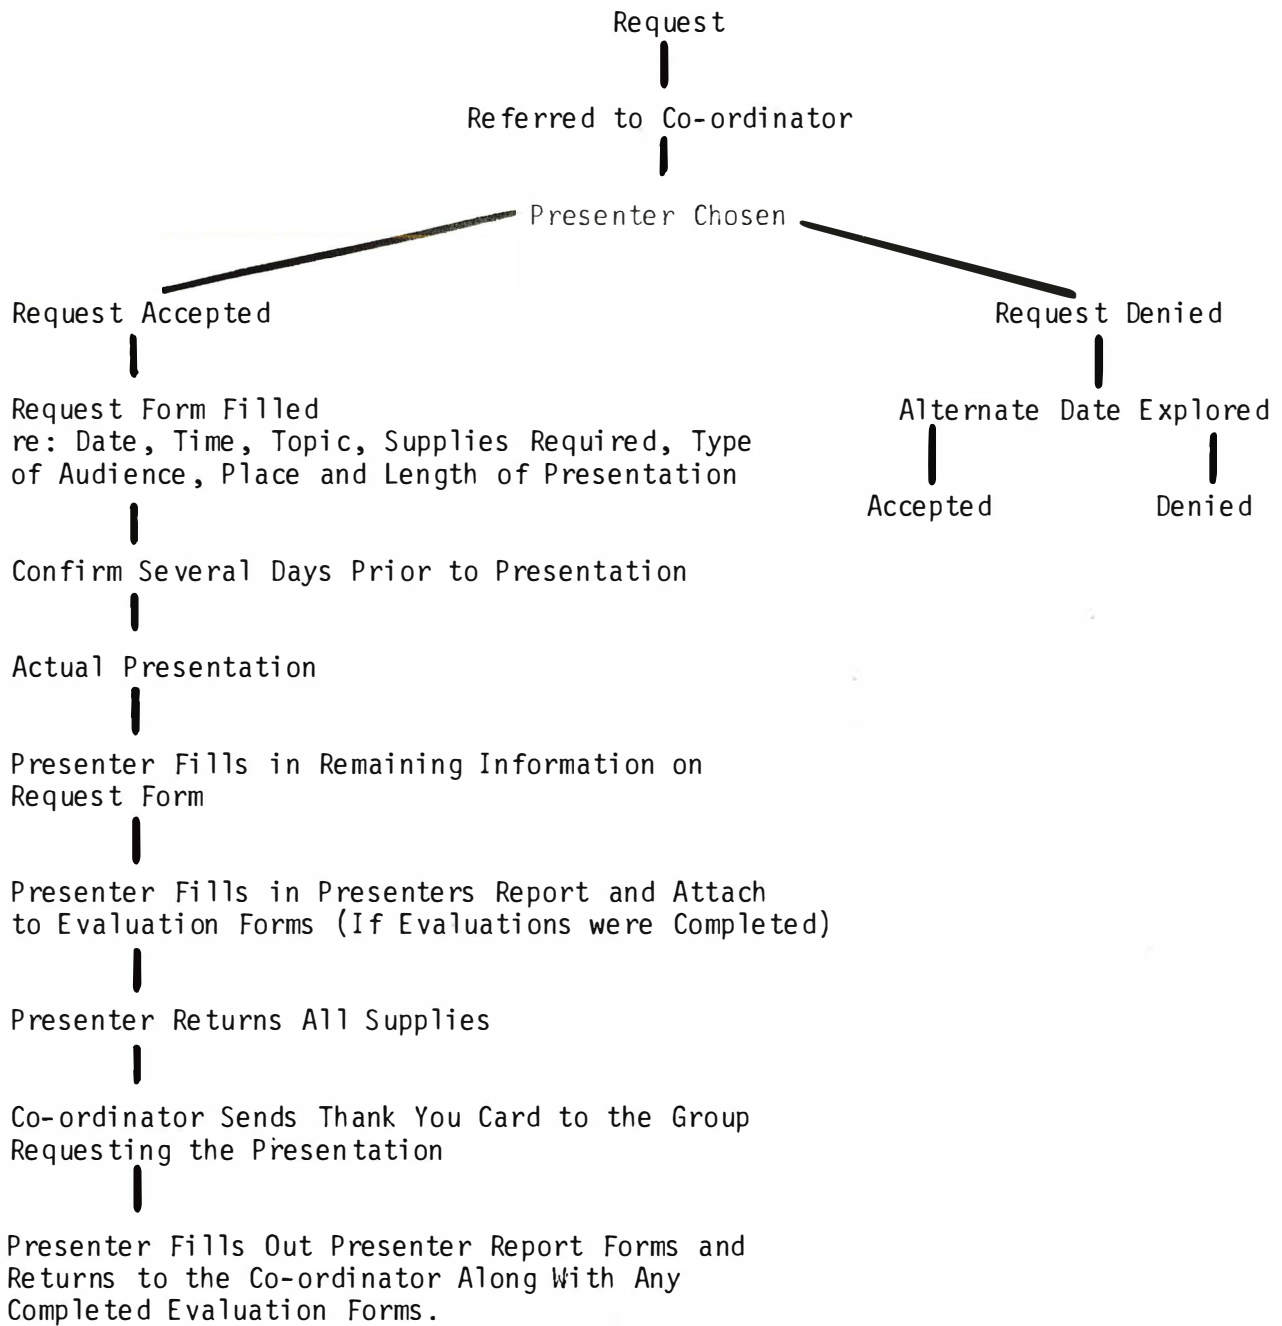 Request
Referred to Co-ordinator
Presenter Chosen
Request Accepted
Request Denied
Request Form Filled
re: Date, Time, Topic, Supplies Required, Type
of Audience, Place and Length of Presentation
Alternate Date Explored
Accepted
Denied
Confirm Several Days Prior to Presentation
Actual Presentation
Presenter Fills in Remaining Information on
Request Form
Presenter Fills in Presenters Report and Attach
to Evaluation Forms (If Evaluations were Completed)
Presenter Returns All Supplies
Co-ordinator Sends Thank You Card to the Group
Requesting the Presentation
Presenter Fills Out Presenter Report Forms and
Returns to the Co-ordinator Along With Any
Completed Evaluation Forms.